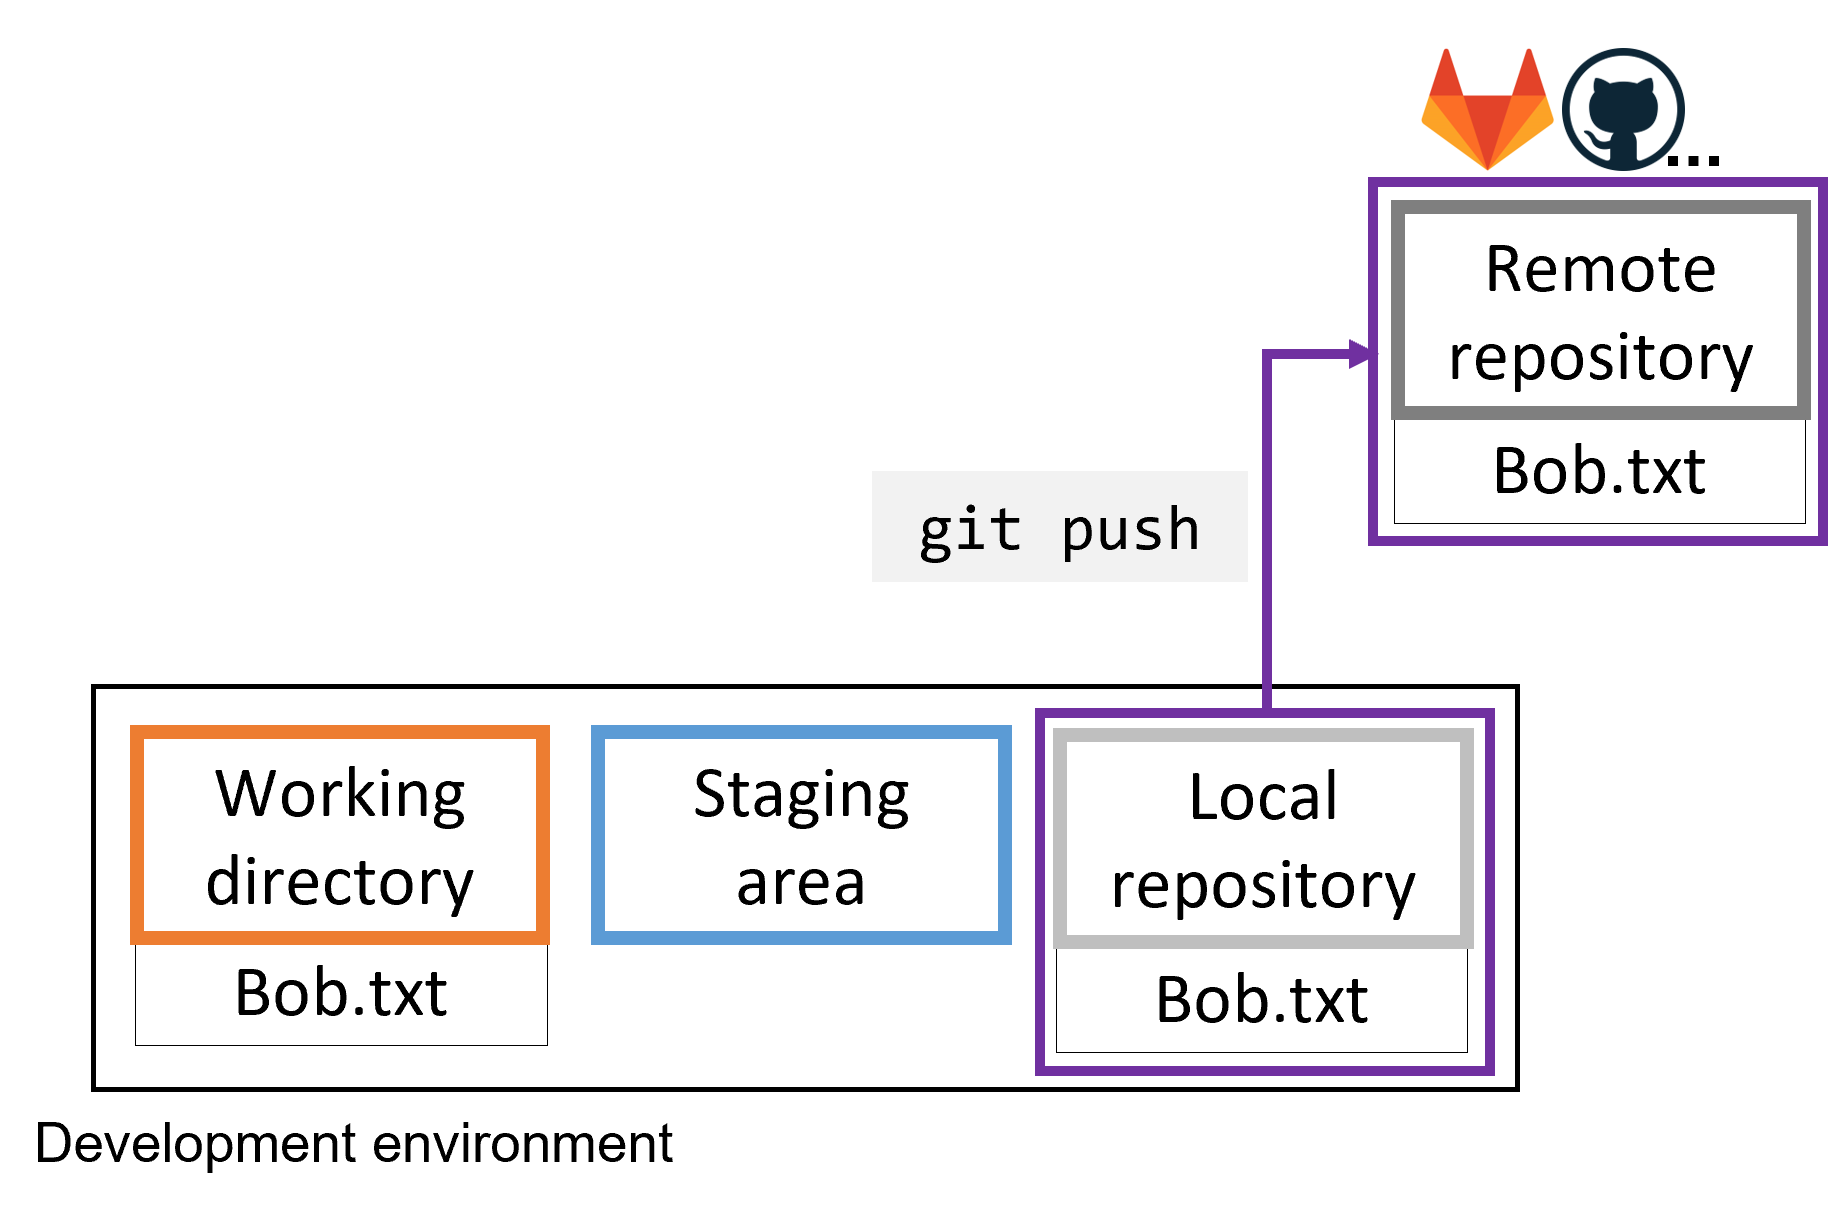 ...
Remote
repository
Bob.txt
git push
Working
directory
Bob.txt
Staging
area
Local
repository
Bob.txt
Development environment